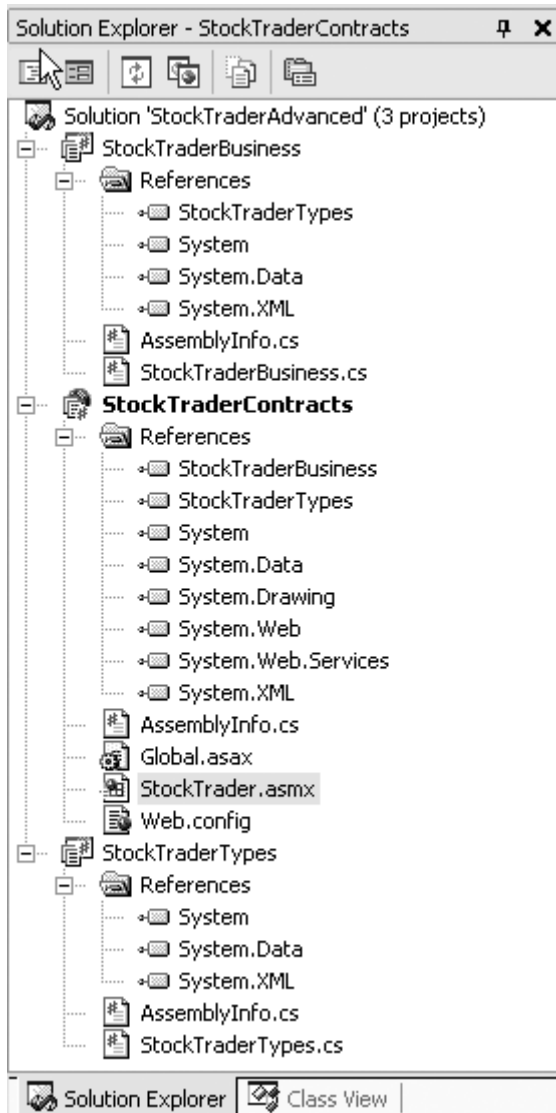 Solution Explorer - StockTraderContracts
Solution 'StockTraderAdvanced' (3 projects)
StockTraderBusiness
References
StockTraderTypes
System
System.Data
System.XML
AssemblyInfo.cs
StockTraderBusiness.cs
StockTraderContracts
References
StockTraderBusiness
StockTraderTypes
System
System.Data
System.Drawing
System.Web
System.Web.Services
System.XML
AssemblyInfo.cs
Global.asax
StockTrader.asmx
Web.config
StockTraderTypes
References
System
System.Data
System.XML
AssemblyInfo.cs
StockTraderTypes.cs
Solution Explorer Class View